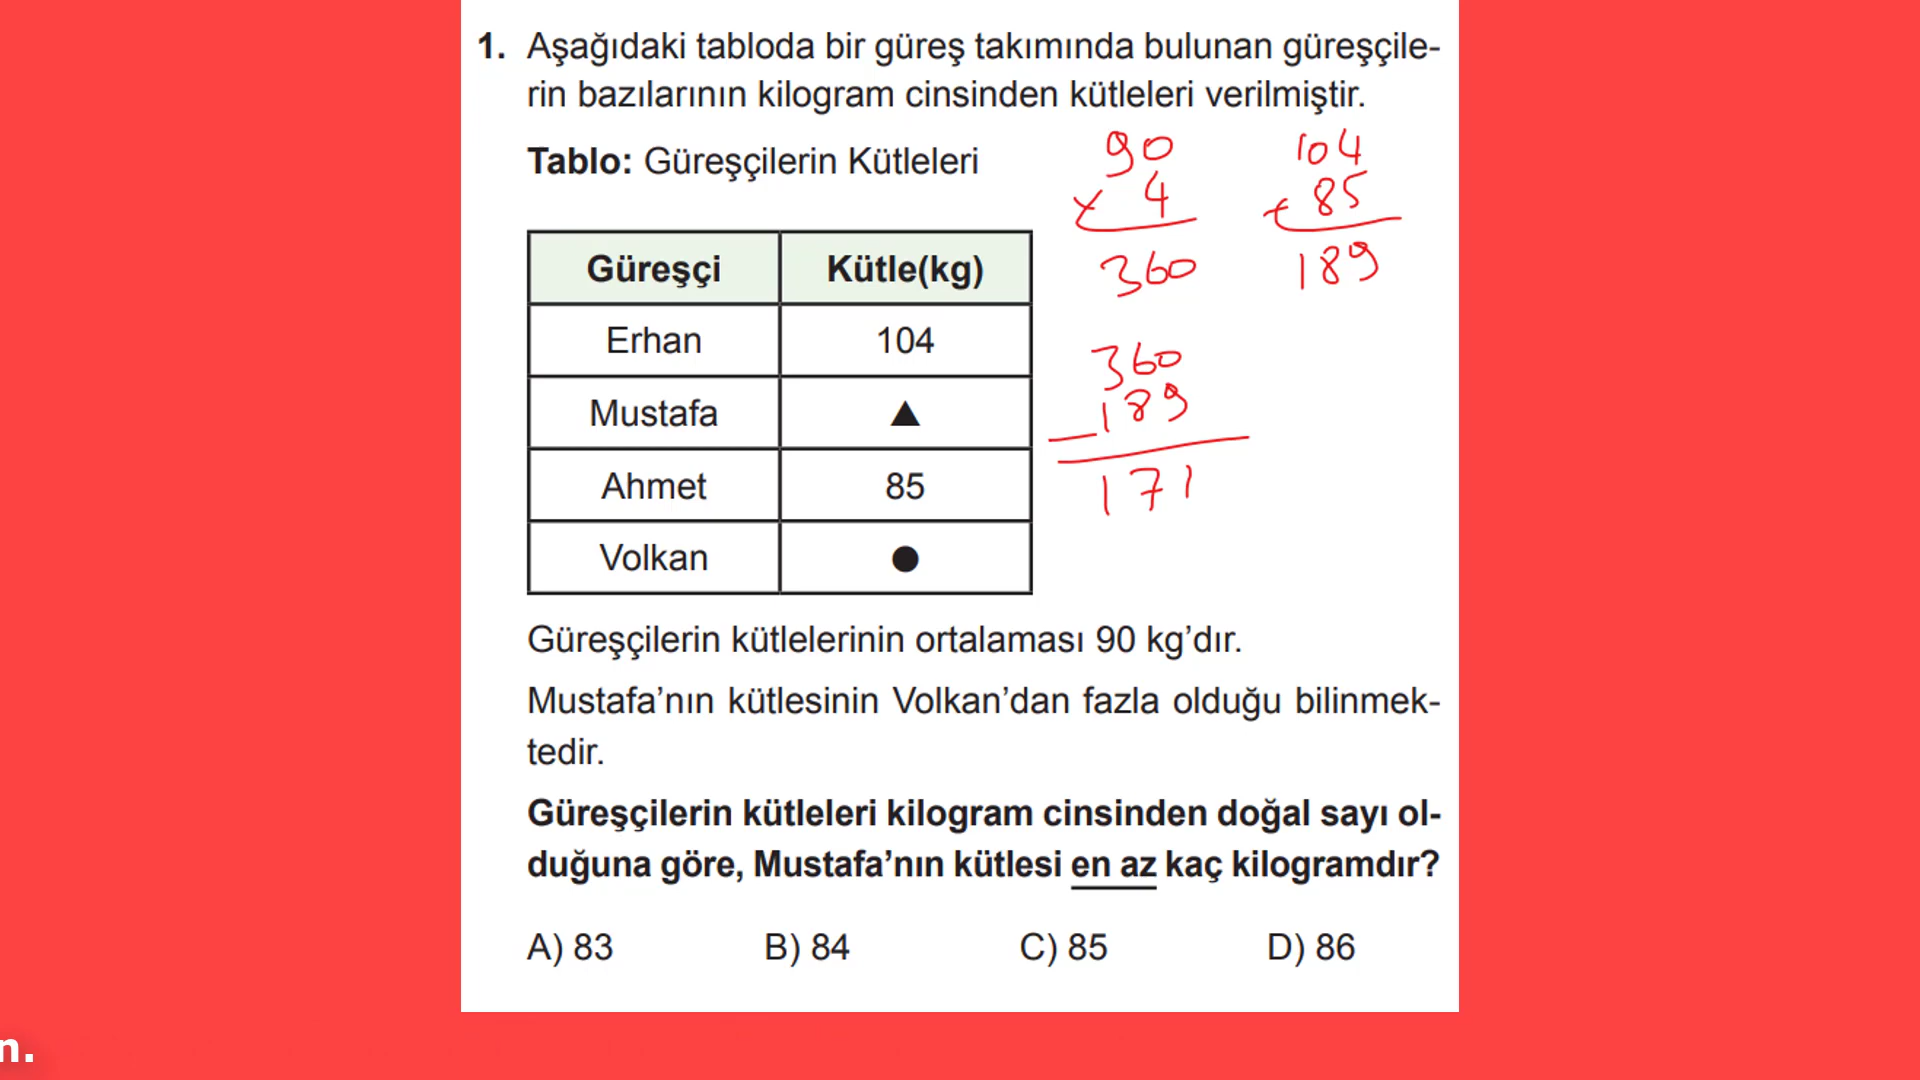 1. Aşağıdaki tabloda bir güreş takımında bulunan güreşçile-
rin bazılarının kilogram cinsinden kütleleri verilmiştir.
Tablo: Güreşçilerin Kütleleri
Güreşçi Kütle(kg)
Erhan 104
Mustafa ▲
Ahmet 85
Volkan ●
90
x 4
360
104
+ 85
189
360
- 189
171
Güreşçilerin kütlelerinin ortalaması 90 kg’dır.
Mustafa’nın kütlesinin Volkan’dan fazla olduğu bilinmek-
tedir.
Güreşçilerin kütleleri kilogram cinsinden doğal sayı ol-
duğuna göre, Mustafa’nın kütlesi en az kaç kilogramdır?
A) 83 B) 84 C) 85 D) 86
n.